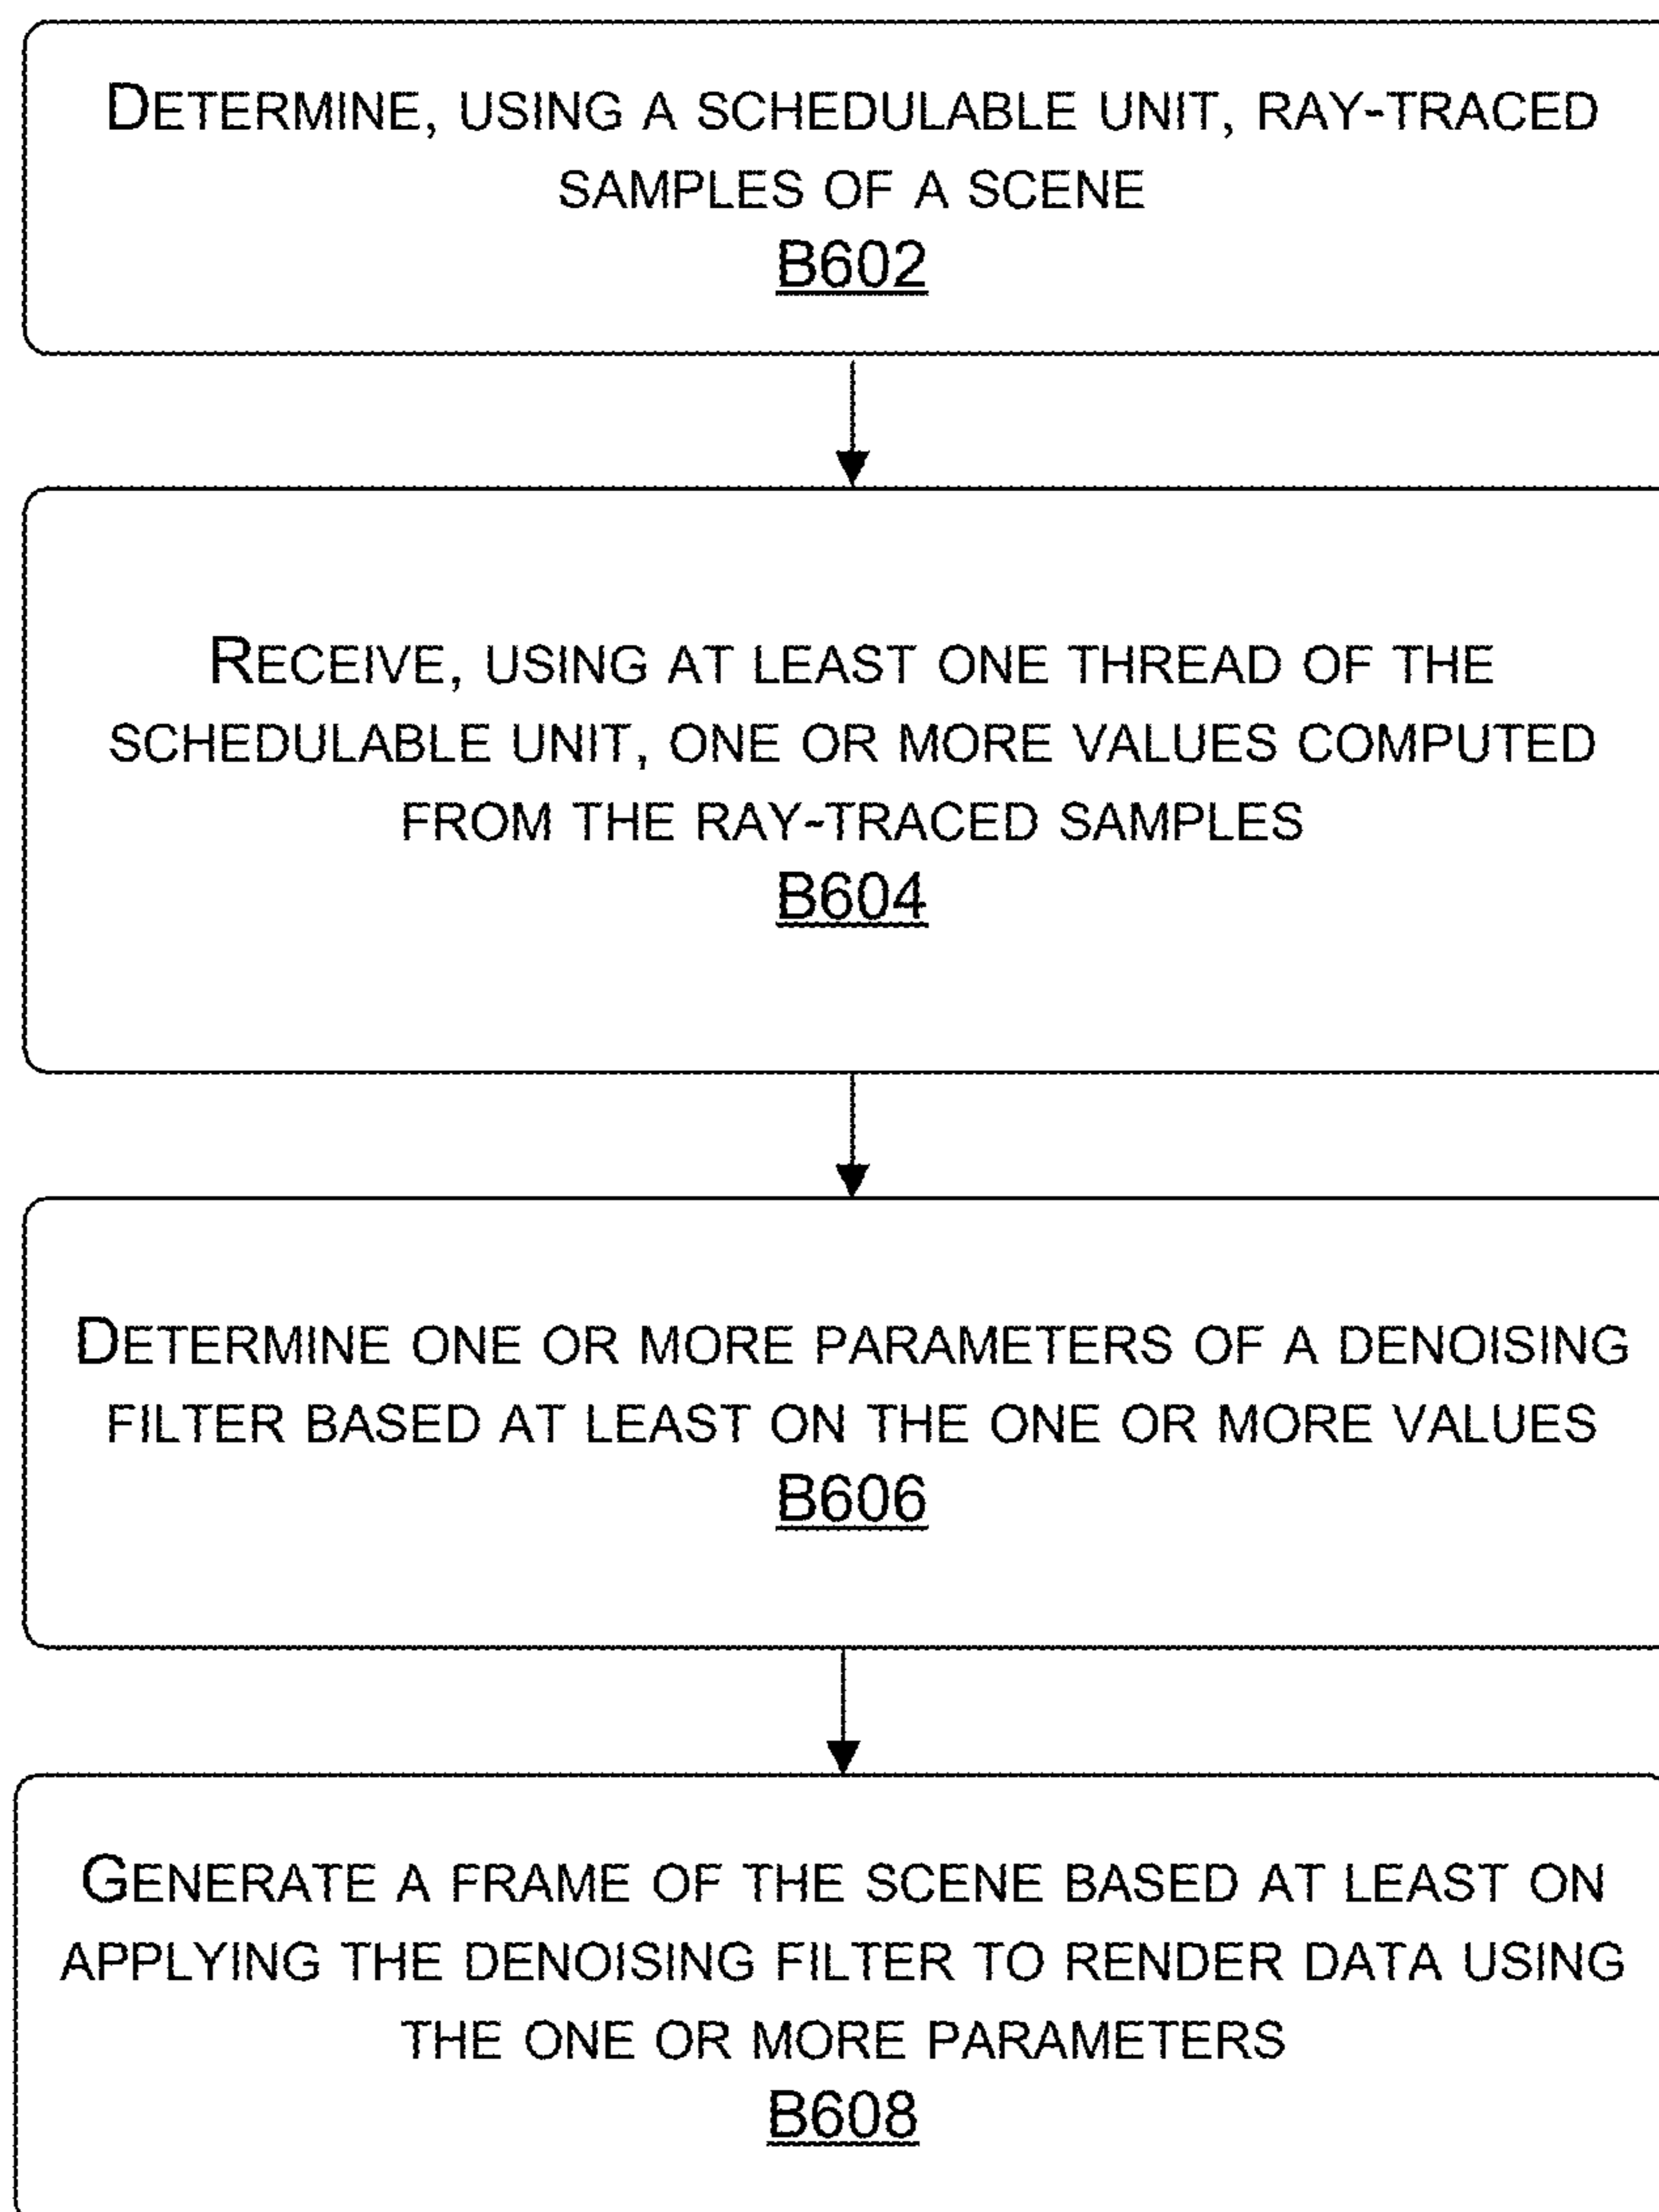 DETERMINE, USING A SCHEDULABLE UNIT, RAY-TRACED
SAMPLES OF A SCENE
B602
RECEIVE, USING AT LEAST ONE THREAD OF THE
SCHEDULABLE UNIT, ONE OR MORE VALUES COMPUTED
FROM THE RAY-TRACED SAMPLES
B604
DETERMINE ONE OR MORE PARAMETERS OF A DENOISING
FILTER BASED AT LEAST ON THE ONE OR MORE VALUES
B606
GENERATE A FRAME OF THE SCENE BASED AT LEAST ON
APPLYING THE DENOISING FILTER TO RENDER DATA USING
THE ONE OR MORE PARAMETERS
B608